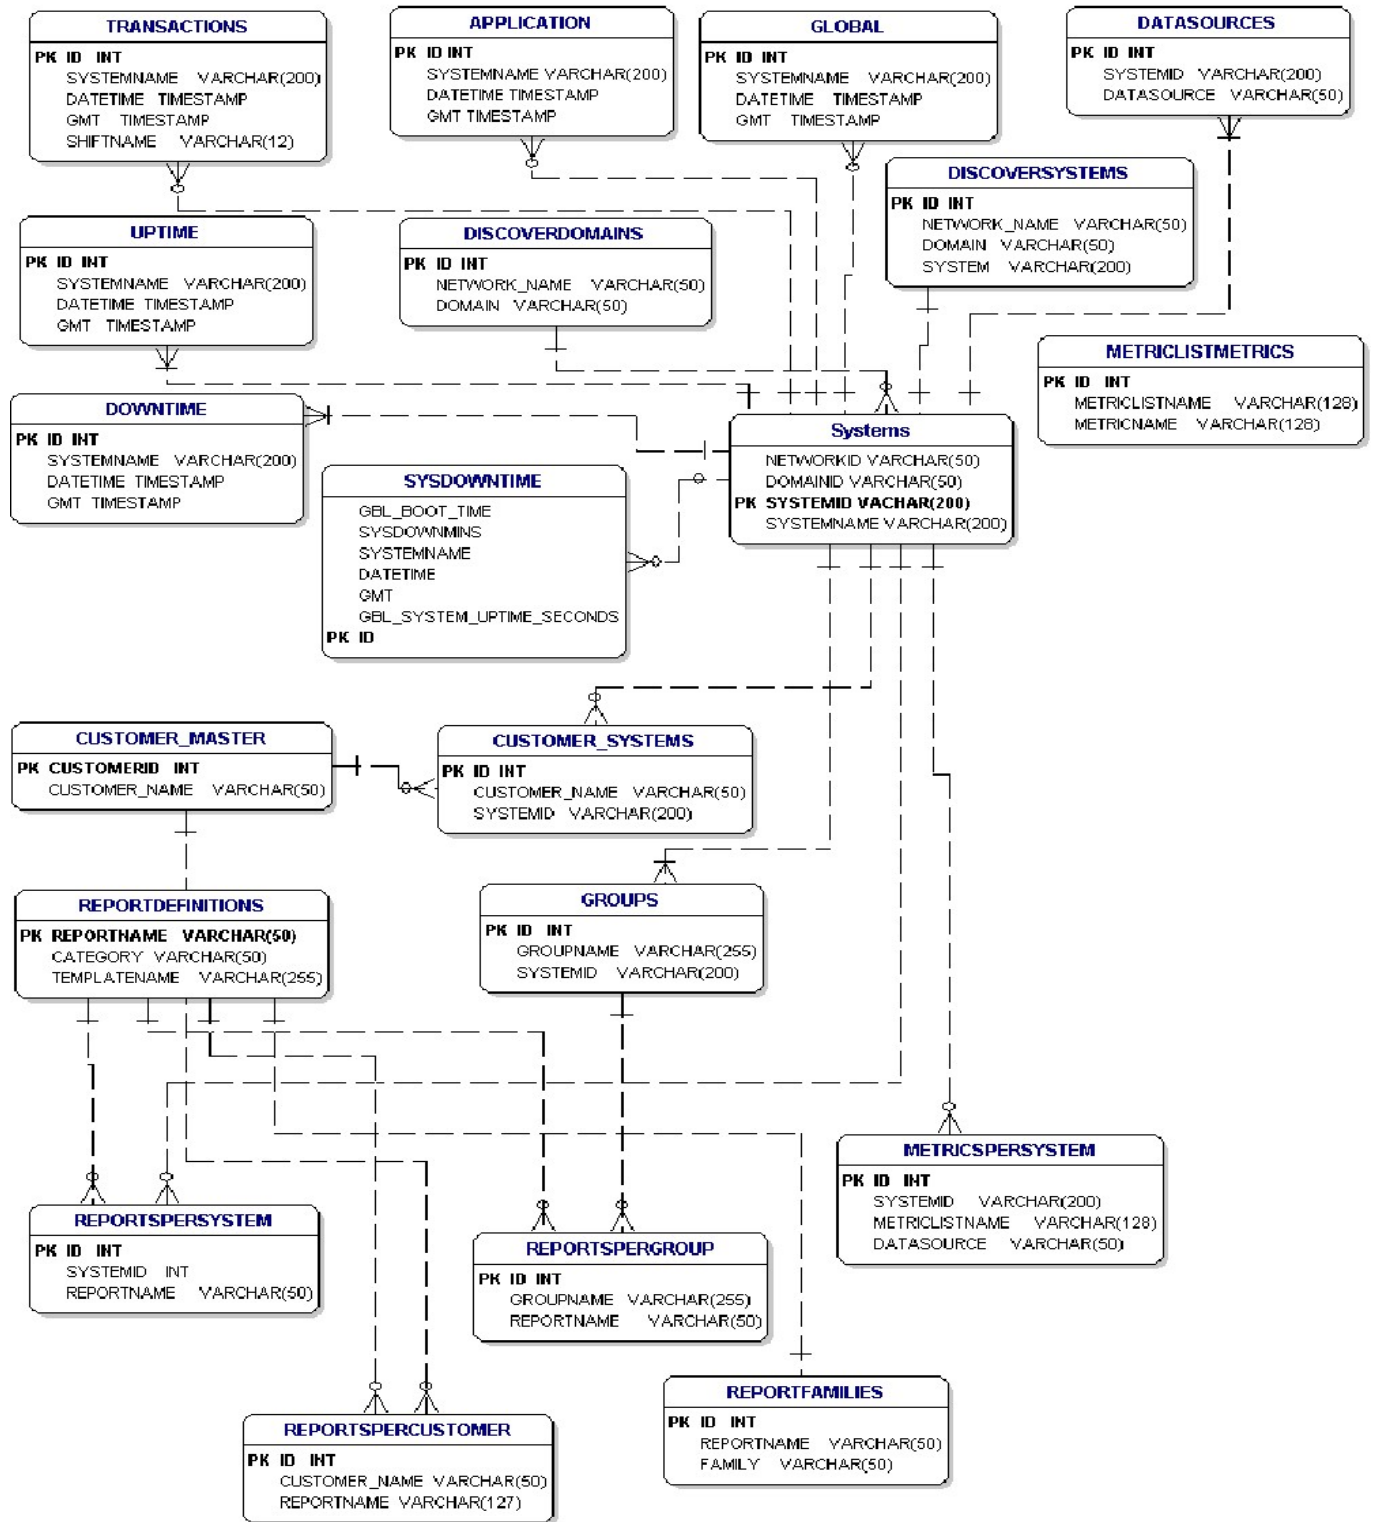 TRANSACTIONS
PK ID INT
SYSTEMNAME VARCHAR(200)
DATETIME TIMESTAMP
GMT TIMESTAMP
SHIFTNAME VARCHAR(12)
APPLICATION
PK ID INT
SYSTEMNAME VARCHAR(200)
DATETIME TIMESTAMP
GMT TIMESTAMP
GLOBAL
PK ID INT
SYSTEMNAME VARCHAR(200)
DATETIME TIMESTAMP
GMT TIMESTAMP
DATASOURCES
PK ID INT
SYSTEMID VARCHAR(200)
DATASOURCE VARCHAR(50)
DISCOVERSYSTEMS
PK ID INT
NETWORK_NAME VARCHAR(50)
DOMAIN VARCHAR(50)
SYSTEM VARCHAR(200)
UPTIME
PK ID INT
SYSTEMNAME VARCHAR(200)
DATETIME TIMESTAMP
GMT TIMESTAMP
DISCOVERDOMAINS
PK ID INT
NETWORK_NAME VARCHAR(50)
DOMAIN VARCHAR(50)
METRICLISTMETRICS
PK ID INT
METRICLISTNAME VARCHAR(128)
METRICNAME VARCHAR(128)
DOWNTIME
PK ID INT
SYSTEMNAME VARCHAR(200)
DATETIME TIMESTAMP
GMT TIMESTAMP
Systems
NETWORKID VARCHAR(50)
DOMAINID VARCHAR(50)
PK SYSTEMID VACHAR(200)
SYSTEMNAME VARCHAR(200)
SYSDOWNTIME
GBL_BOOT_TIME
SYSDOWNMINS
SYSTEMNAME
DATETIME
GMT
GBL_SYSTEM_UPTIME_SECONDS
PK ID
CUSTOMER_MASTER
PK CUSTOMERID INT
CUSTOMER_NAME VARCHAR(50)
CUSTOMER_SYSTEMS
PK ID INT
CUSTOMER_NAME VARCHAR(50)
SYSTEMID VARCHAR(200)
REPORTDEFINITIONS
PK REPORTNAME VARCHAR(50)
CATEGORY VARCHAR(50)
TEMPLATENAME VARCHAR(255)
GROUPS
PK ID INT
GROUPNAME VARCHAR(255)
SYSTEMID VARCHAR(200)
METRICSPERSYSTEM
PK ID INT
SYSTEMID VARCHAR(200)
METRICLISTNAME VARCHAR(128)
DATASOURCE VARCHAR(50)
REPORTSPERSYSTEM
PK ID INT
SYSTEMID INT
REPORTNAME VARCHAR(50)
REPORTSPERGROUP
PK ID INT
GROUPNAME VARCHAR(255)
REPORTNAME VARCHAR(50)
REPORTFAMILIES
PK ID INT
REPORTNAME VARCHAR(50)
FAMILY VARCHAR(50)
REPORTSPERCUSTOMER
PK ID INT
CUSTOMER_NAME VARCHAR(50)
REPORTNAME VARCHAR(127)